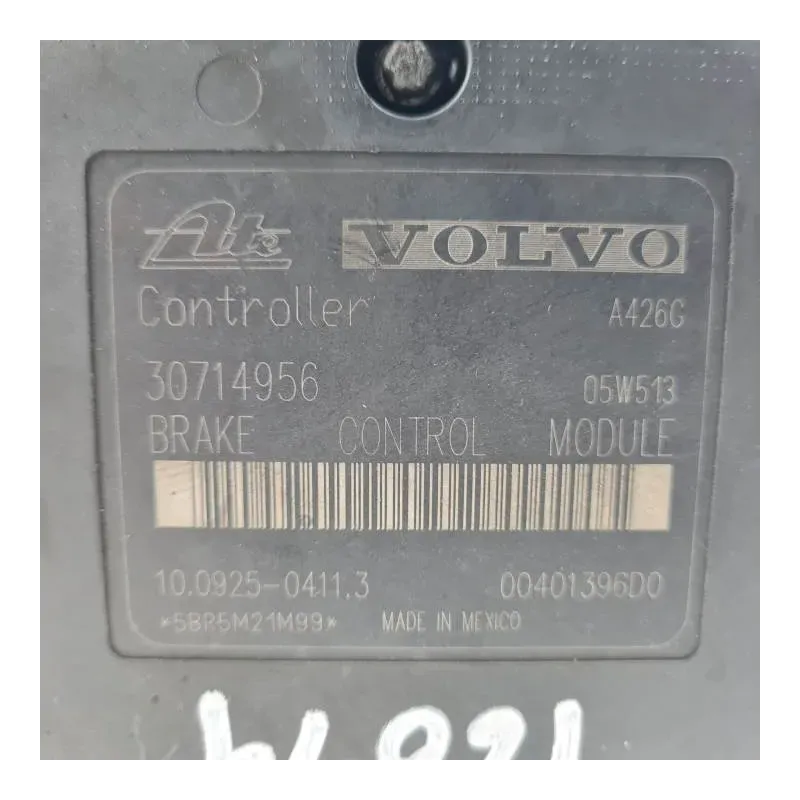 Ate VOLVO
Controller A426G
30714956 05W513
BRAKE CONTROL MODULE
10.0925-0411.3 00401396D0
*5BR5M21M99* MADE IN MEXICO